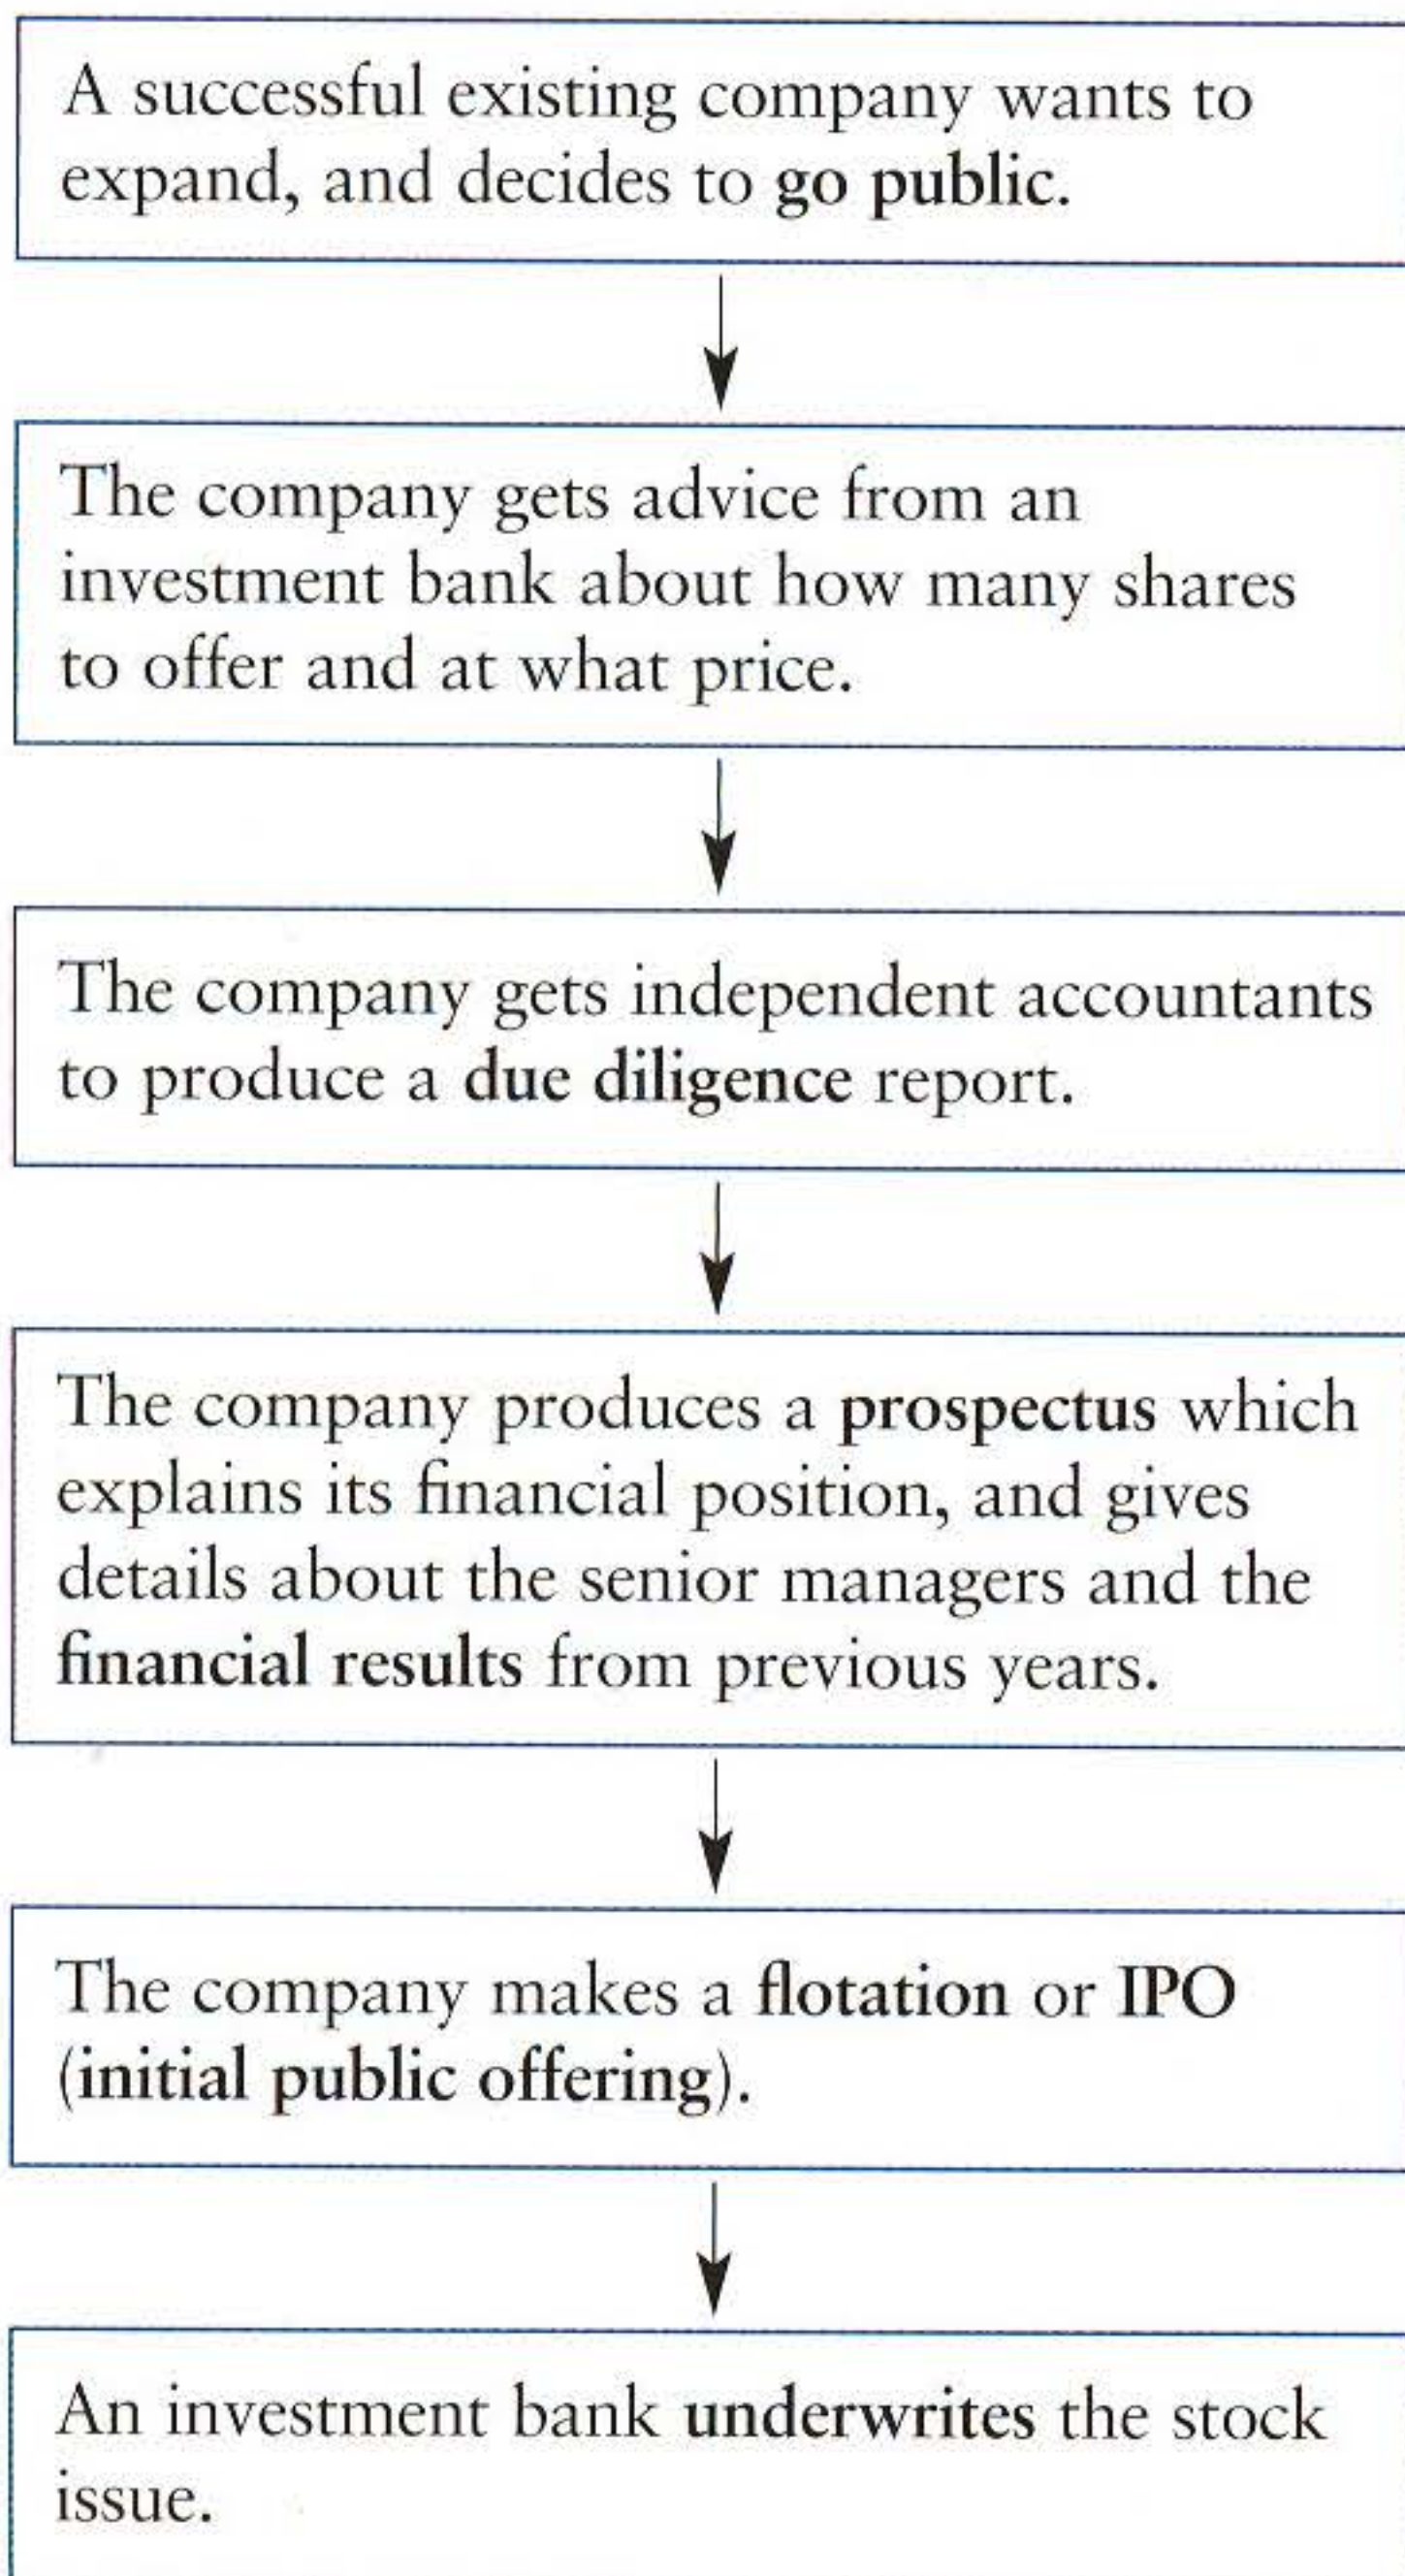 A successful existing company wants to
expand, and decides to go public.
The company gets advice from an
investment bank about how many shares
to offer and at what price.
The company gets independent accountants
to produce a due diligence report.
The company produces a prospectus which
explains its financial position, and gives
details about the senior managers and the
financial results from previous years.
The company makes a flotation or IPO
(initial public offering).
An investment bank underwrites the stock
issue.